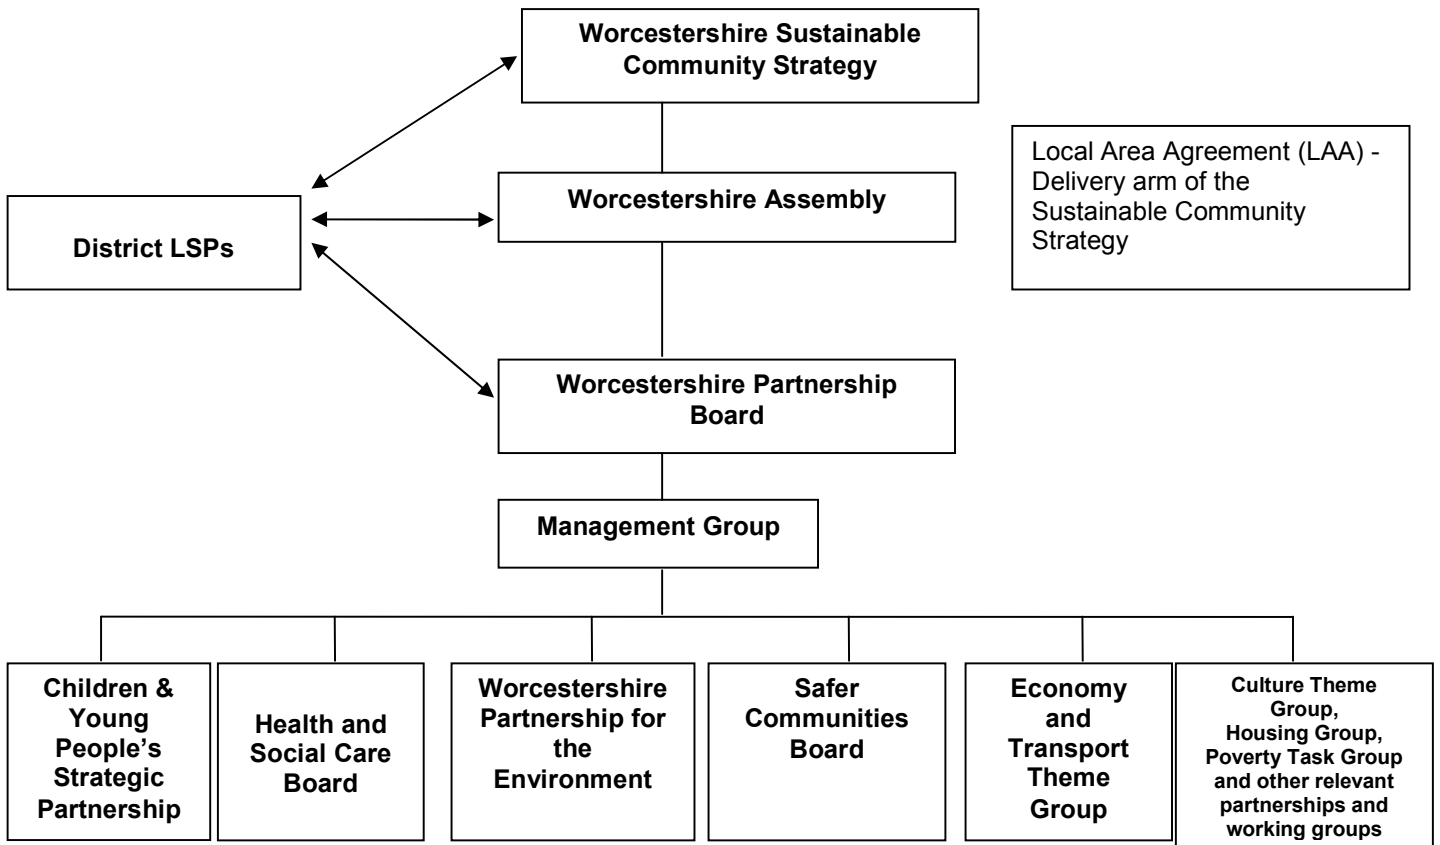 Worcestershire Sustainable
Community Strategy
Local Area Agreement (LAA) -
Delivery arm of the
Sustainable Community
Strategy
Worcestershire Assembly
District LSPs
Worcestershire Partnership
Board
Management Group
Children &
Young
People’s
Strategic
Partnership
Health and
Social Care
Board
Worcestershire
Partnership for
the
Environment
Safer
Communities
Board
Economy
and
Transport
Theme
Group
Culture Theme
Group,
Housing Group,
Poverty Task Group
and other relevant
partnerships and
working groups